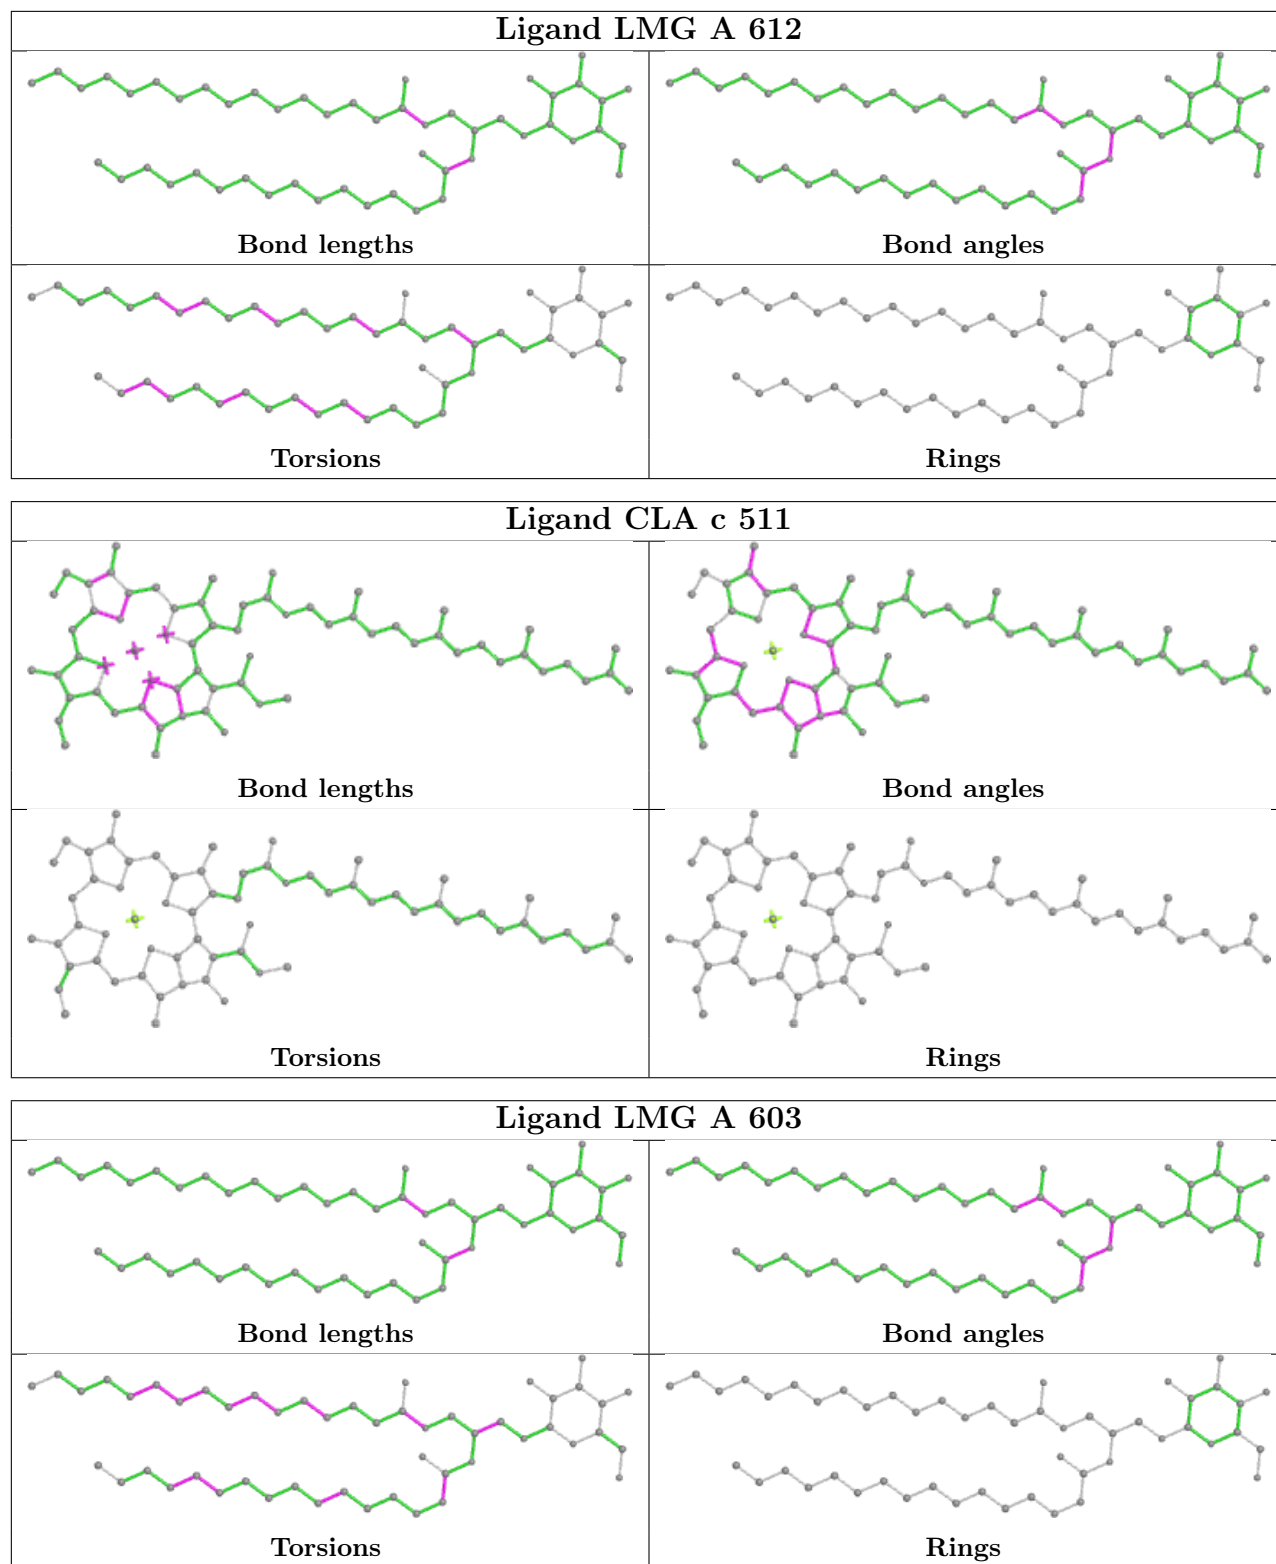 Ligand LMG A 612
Bond lengths
Bond angles
Torsions
Rings
Ligand CLA c 511
Bond lengths
Bond angles
Torsions
Rings
Ligand LMG A 603
Bond lengths
Bond angles
Torsions
Rings